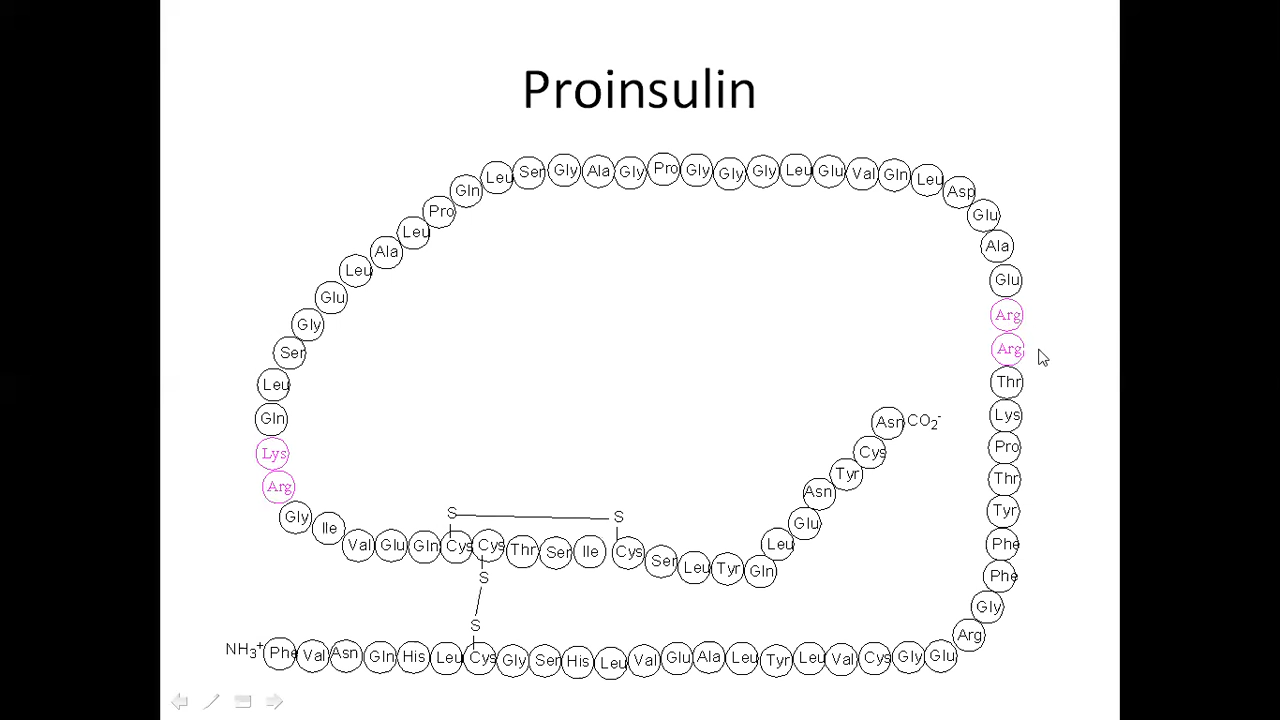 Proinsulin
Gln Leu Ser Gly Ala Gly Pro Gly Gly Gly Leu Glu Val Gln Leu Asp
Pro Glu
Leu Ala
Ala
Leu Glu
Glu Arg
Gly Arg
Ser Thr
Leu Lys
Gln Asn CO2-
Lys Cys Pro
Arg Tyr Thr
Gly Ile Asn Tyr
S S Glu
Val Glu Gln Cys Cys Thr Ser Ile Cys Ser Leu Tyr Gln Leu Phe
S Phe
S Gly
Arg
NH3+ Phe Val Asn Gln His Leu Cys Gly Ser His Leu Val Glu Ala Leu Tyr Leu Val Cys Gly Glu